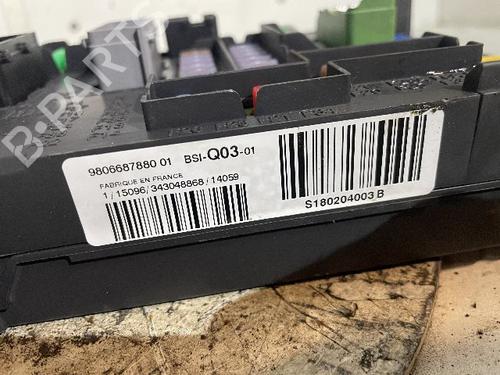 9806687880 01 BSI-Q03-01
FABRIQUE EN FRANCE
1/15096/343048868/14059
S180204003 B
B-PARTS